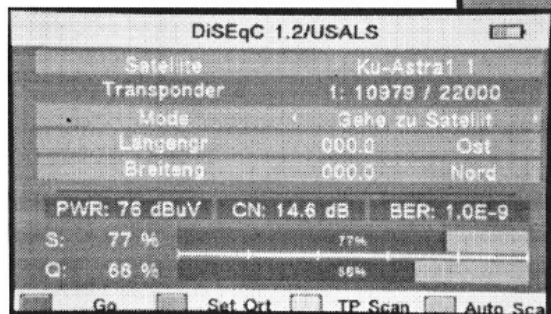 DiSEqC 1.2/USALS
Satellite Ku-Astra1
Transponder 1: 10979 / 22000
Mode Gehe zu Satellit
Längengr 000.0 Ost
Breiteng 000.0 Nord
PWR: 76 dBuV CN: 14.6 dB BER: 1.0E-9
S: 77 % 77%
Q: 68 %
Go Set Ort TP Scan Auto Sca